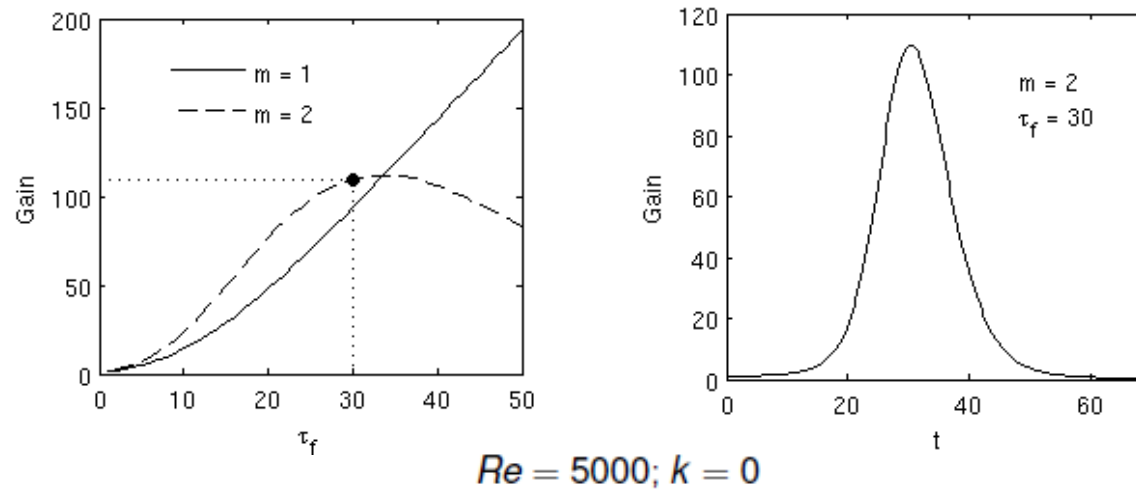 200
150
100
50
0
Gain
m = 1
m = 2
0 10 20 30 40 50
τf
120
100
80
60
40
20
0
Gain
m = 2
τf = 30
0 20 40 60
t
Re = 5000; k = 0